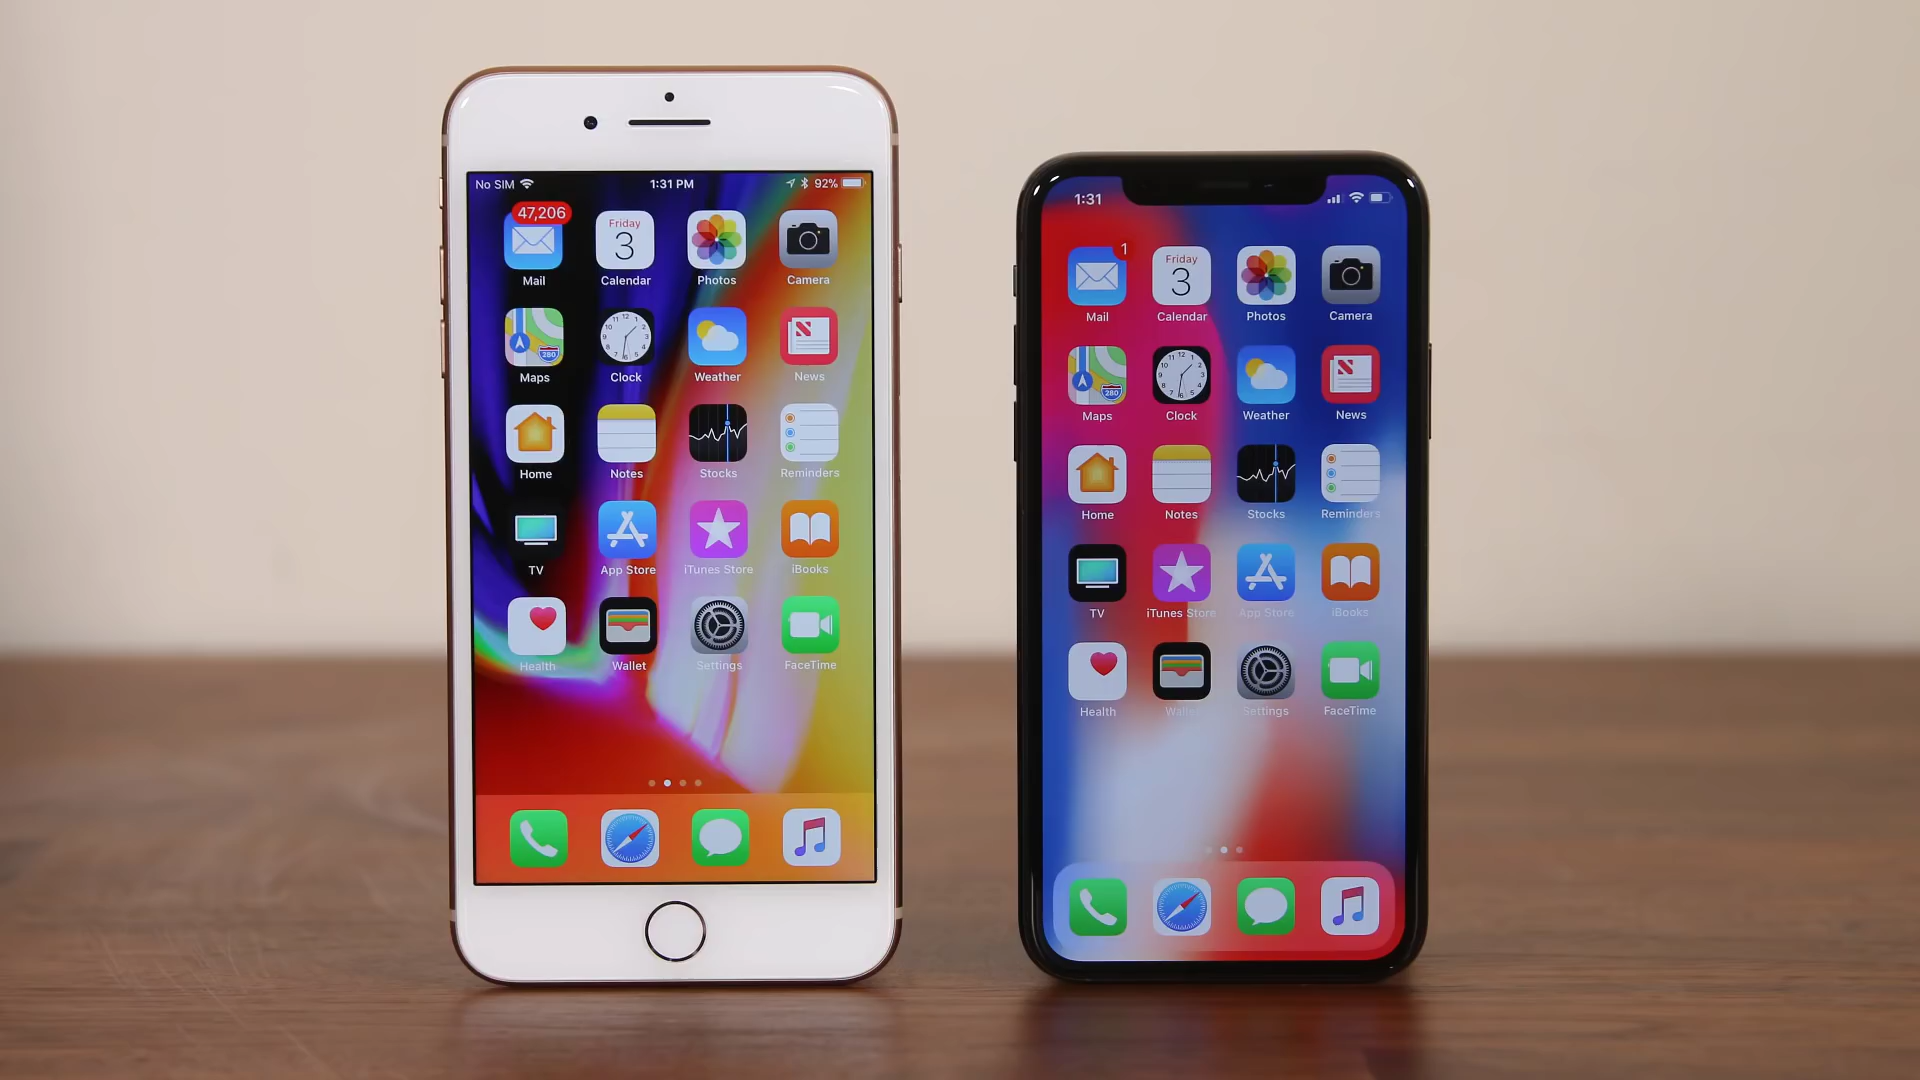 No SIM 1:31 PM 92%
47,206
Friday
3
Mail Calendar Photos Camera
280
Maps Clock Weather News
Home Notes Stocks Reminders
TV App Store iTunes Store iBooks
Health Wallet Settings FaceTime
1:31
1
Friday
3
Mail Calendar Photos Camera
280
Maps Clock Weather News
Home Notes Stocks Reminders
TV iTunes Store App Store iBooks
Health Wallet Settings FaceTime